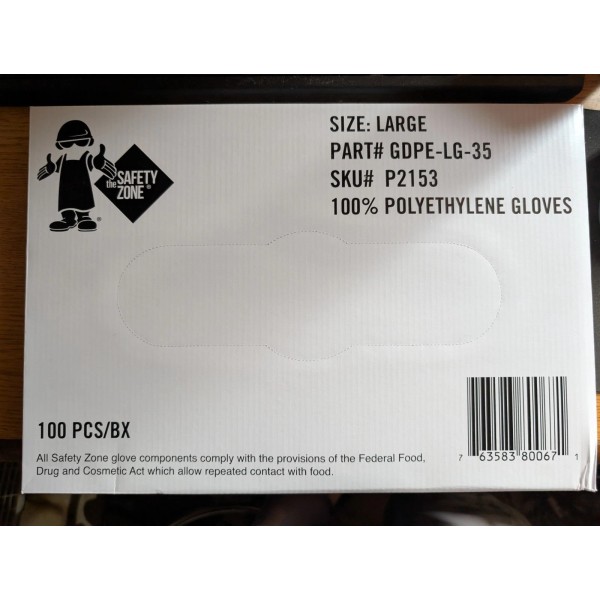 the SAFETY
ZONE®
®
SIZE: LARGE
PART# GDPE-LG-35
SKU# P2153
100% POLYETHYLENE GLOVES
100 PCS/BX
All Safety Zone glove components comply with the provisions of the Federal Food,
Drug and Cosmetic Act which allow repeated contact with food.
7 63583 80067 1